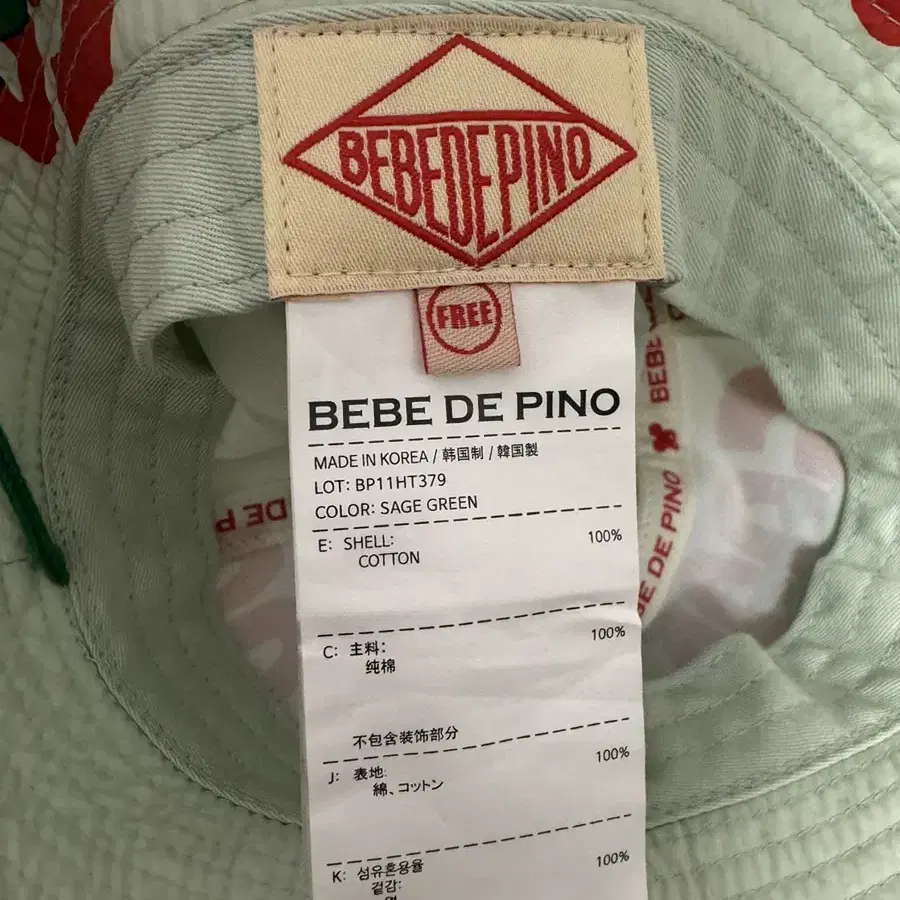 BEBEDEPINO
FREE
BEBE DE PINO
MADE IN KOREA / 韩国制 / 韓国製
LOT: BP11HT379
COLOR: SAGE GREEN
E: SHELL: 100%
COTTON
C: 主料: 100%
纯棉
不包含装饰部分
J: 表地: 100%
綿、コットン
K: 섬유혼용율 100%
겉감:
면
BEBE
BE DE PINO
DE P